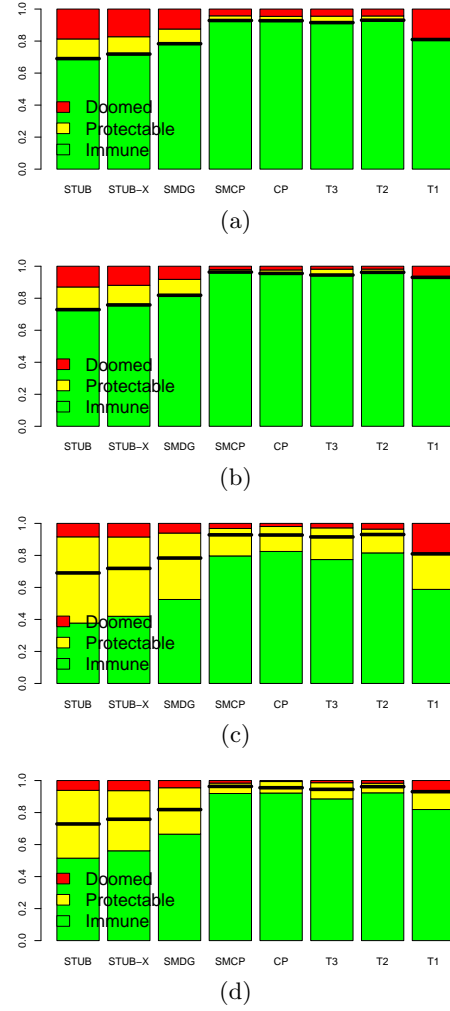 1.0
0.8
0.6
0.4
0.2
0.0
Doomed
Protectable
Immune
STUB STUB−X SMDG SMCP CP T3 T2 T1
(a)
1.0
0.8
0.6
0.4
0.2
0.0
Doomed
Protectable
Immune
STUB STUB−X SMDG SMCP CP T3 T2 T1
(b)
1.0
0.8
0.6
0.4
0.2
0.0
Doomed
Protectable
Immune
STUB STUB−X SMDG SMCP CP T3 T2 T1
(c)
1.0
0.8
0.6
0.4
0.2
0.0
Doomed
Protectable
Immune
STUB STUB−X SMDG SMCP CP T3 T2 T1
(d)